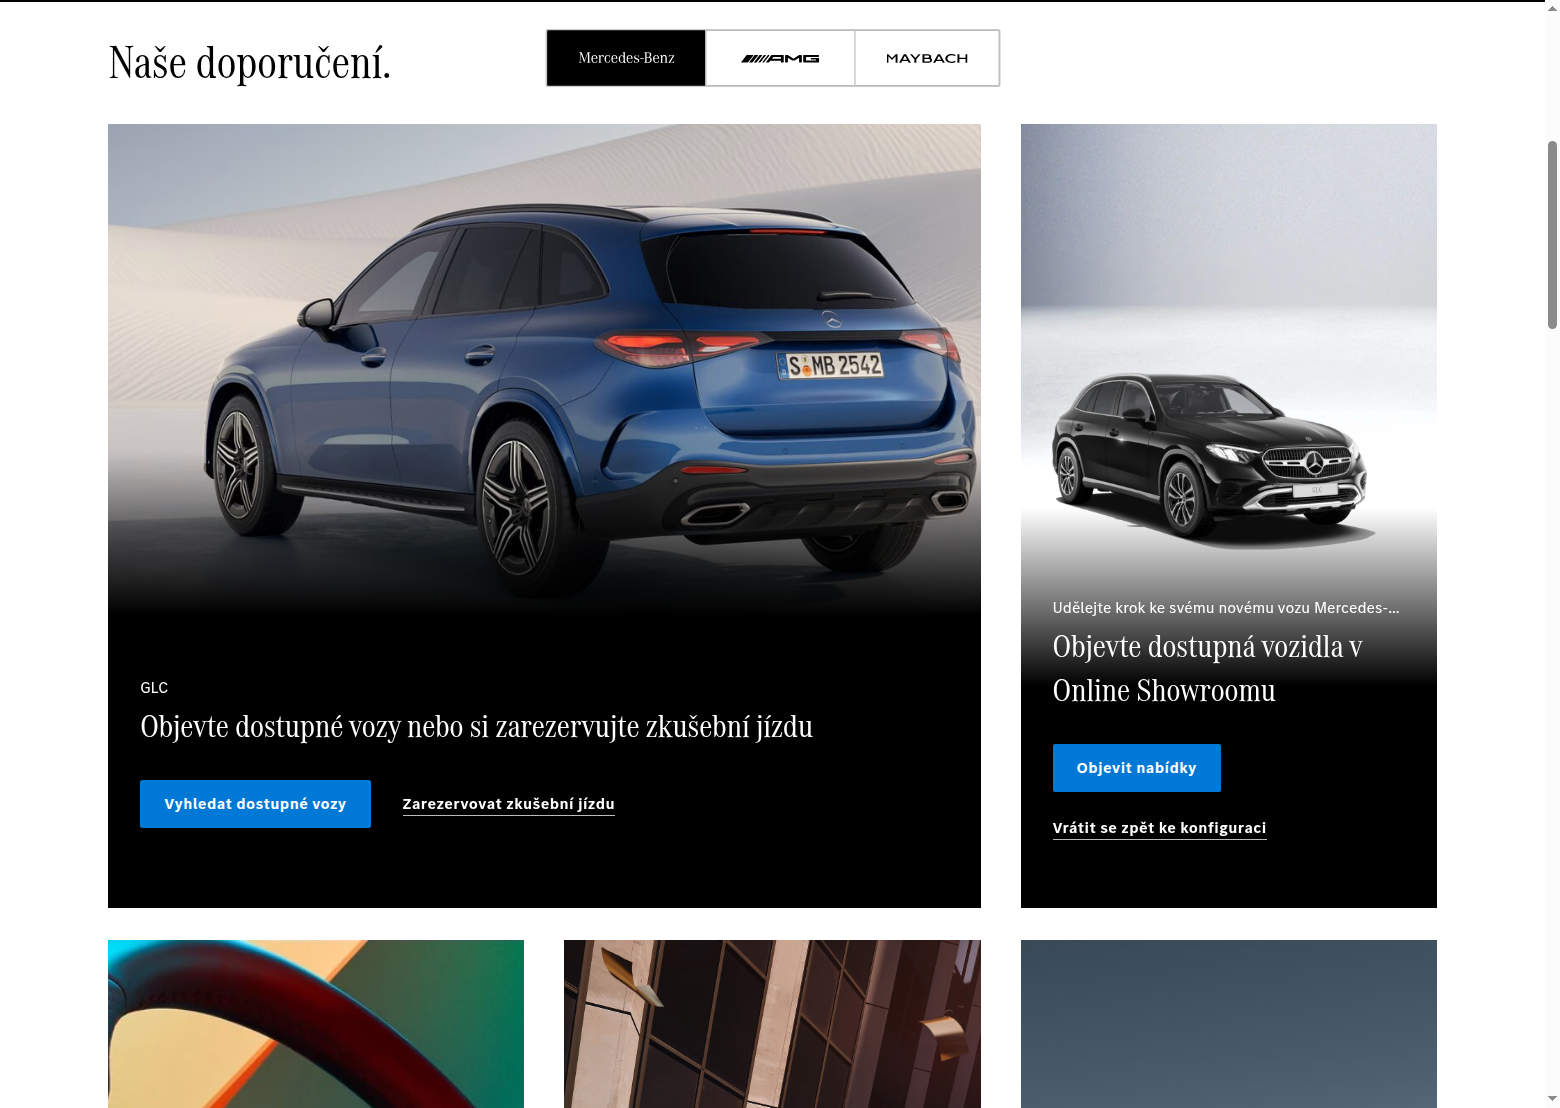 Naše doporučení.
Mercedes-Benz
AMG
MAYBACH
S MB 2542
GLC
Objevte dostupné vozy nebo si zarezervujte zkušební jízdu
Vyhledat dostupné vozy
Zarezervovat zkušební jízdu
GLC
Udělejte krok ke svému novému vozu Mercedes-...
Objevte dostupná vozidla v
Online Showroomu
Objevit nabídky
Vrátit se zpět ke konfiguraci